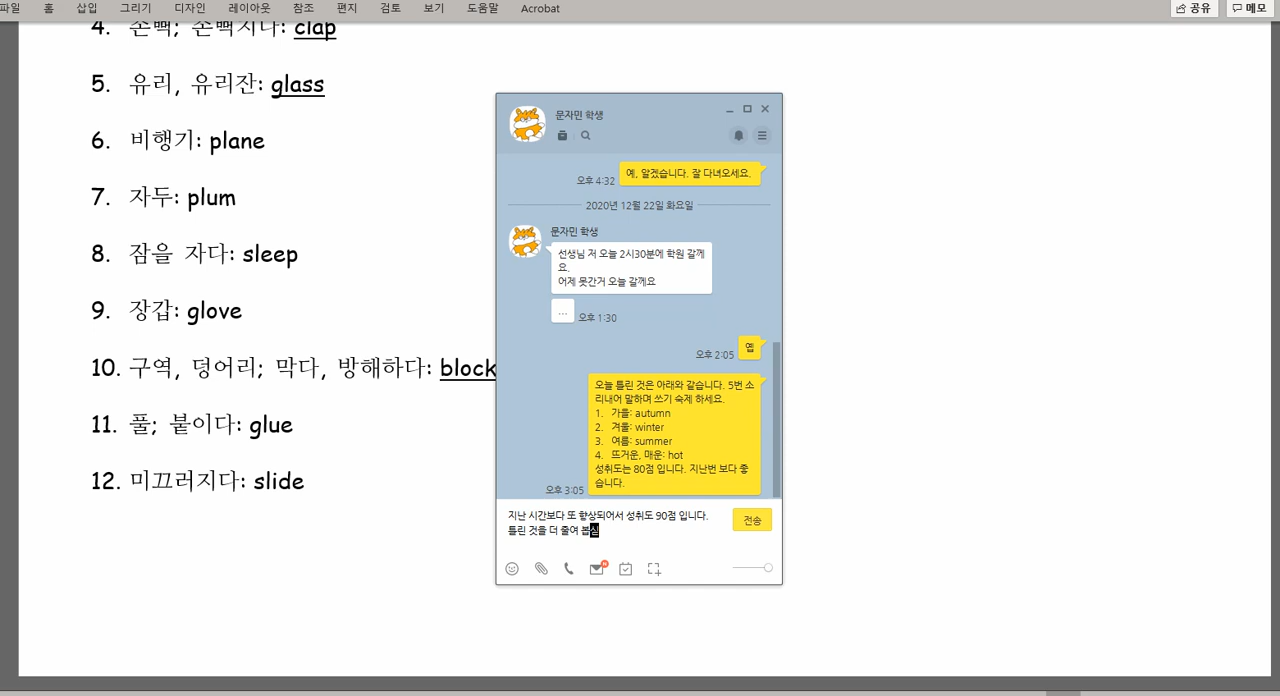 파일 홈 삽입 그리기 디자인 레이아웃 참조 편지 검토 보기 도움말 Acrobat
공유 메모
4. 손뼉; 손뼉치다: clap
5. 유리, 유리잔: glass
6. 비행기: plane
7. 자두: plum
8. 잠을 자다: sleep
9. 장갑: glove
10. 구역, 덩어리; 막다, 방해하다: block
11. 풀; 붙이다: glue
12. 미끄러지다: slide
문자민 학생
예, 알겠습니다. 잘 다녀오세요.
오후 4:32
2020년 12월 22일 화요일
문자민 학생
선생님 저 오늘 2시30분에 학원 갈께
요.
어제 못간거 오늘 갈께요
...
오후 1:30
옙
오후 2:05
오늘 틀린 것은 아래와 같습니다. 5번 소
리내어 말하며 쓰기 숙제 하세요.
1. 가을: autumn
2. 겨울: winter
3. 여름: summer
4. 뜨거운, 매운: hot
성취도는 80점 입니다. 지난번 보다 좋
습니다.
오후 3:05
지난 시간보다 또 향상되어서 성취도 90점 입니다.
틀린 것을 더 줄여 봅싣
전송